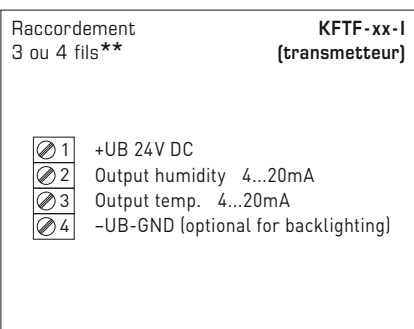 Raccordement KFTF-xx-I
3 ou 4 fils** (transmetteur)
1 +UB 24V DC
2 Output humidity 4...20mA
3 Output temp. 4...20mA
4 –UB-GND (optional for backlighting)